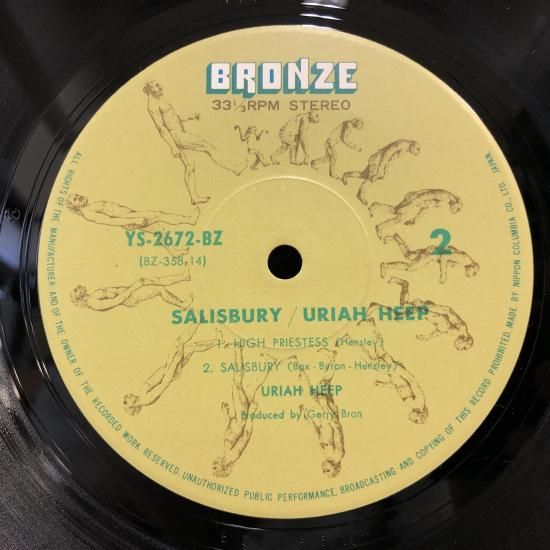 BRONZE
33⅓RPM STEREO
YS-2672-BZ
(BZ-358-14)
2
SALISBURY / URIAH HEEP
1. HIGH PRIESTESS (Hensley)
2. SALISBURY (Box - Byron - Hensley)
URIAH HEEP
Produced by Gerry Bron
ALL RIGHTS OF THE MANUFACTURER AND OF THE OWNER OF THE RECORDED WORK RESERVED. UNAUTHORIZED PUBLIC PERFORMANCE, BROADCASTING AND COPYING OF THIS RECORD PROHIBITED. MADE BY NIPPON COLUMBIA CO., LTD. JAPAN.